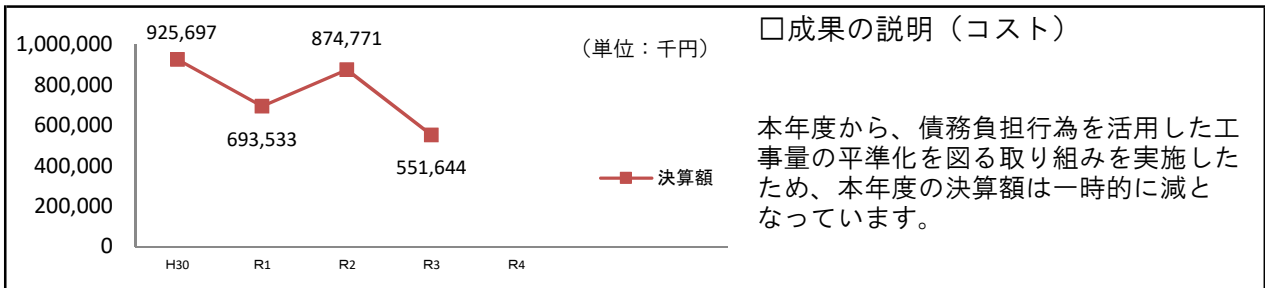 925,697
874,771
(単位:千円)
1,000,000
800,000
600,000
400,000
200,000
0
693,533
551,644
決算額
H30
R1
R2
R3
R4
□成果の説明(コスト)
本年度から、債務負担行為を活用した工
事量の平準化を図る取り組みを実施した
ため、本年度の決算額は一時的に減と
なっています。